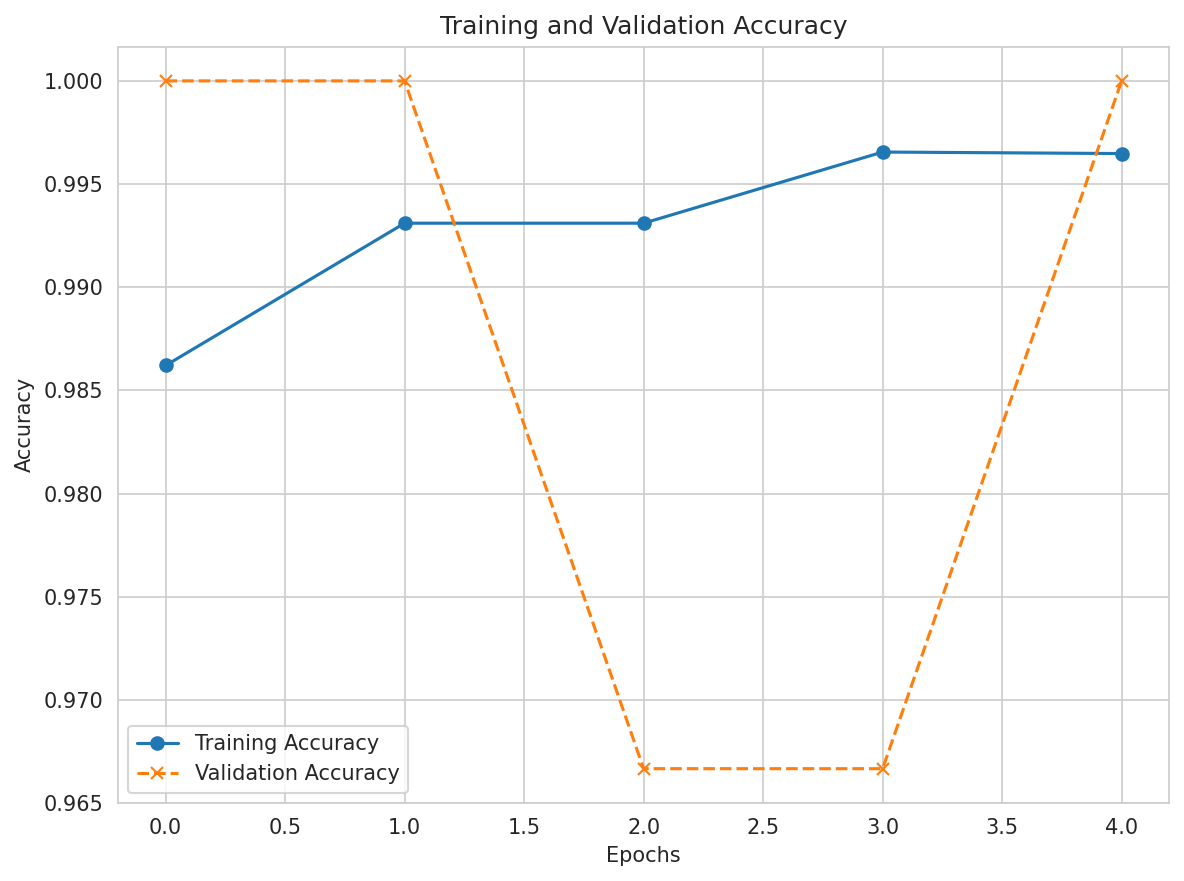 Training and Validation Accuracy
Accuracy
1.000
0.995
0.990
0.985
0.980
0.975
0.970
0.965
Training Accuracy
Validation Accuracy
0.0 0.5 1.0 1.5 2.0 2.5 3.0 3.5 4.0
Epochs